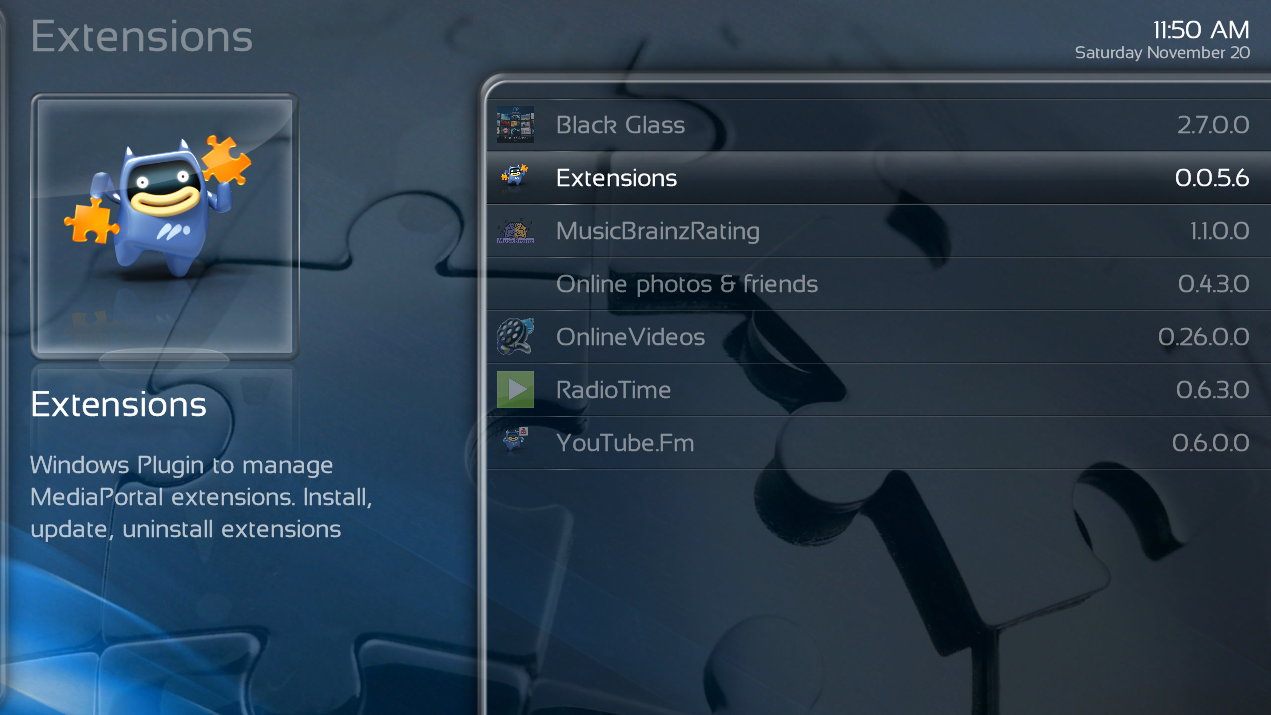 Extensions
11:50 AM
Saturday November 20
Black Glass 2.7.0.0
Extensions 0.0.5.6
MusicBrainzRating 1.1.0.0
Online photos & friends 0.4.3.0
OnlineVideos 0.26.0.0
RadioTime 0.6.3.0
YouTube.Fm 0.6.0.0
Extensions
Windows Plugin to manage
MediaPortal extensions. Install,
update, uninstall extensions